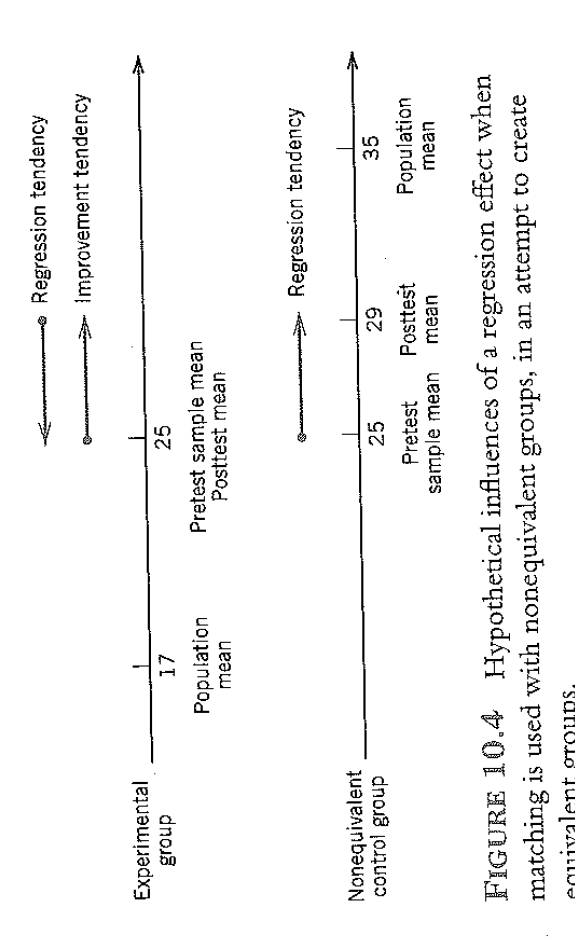 Regression tendency
Improvement tendency
Experimental
group
17
25
Population
mean
Pretest sample mean
Posttest mean
Regression tendency
Nonequivalent
control group
25
29
35
Pretest
sample mean
Posttest
mean
Population
mean
FIGURE 10.4 Hypothetical influences of a regression effect when
matching is used with nonequivalent groups, in an attempt to create
equivalent groups.